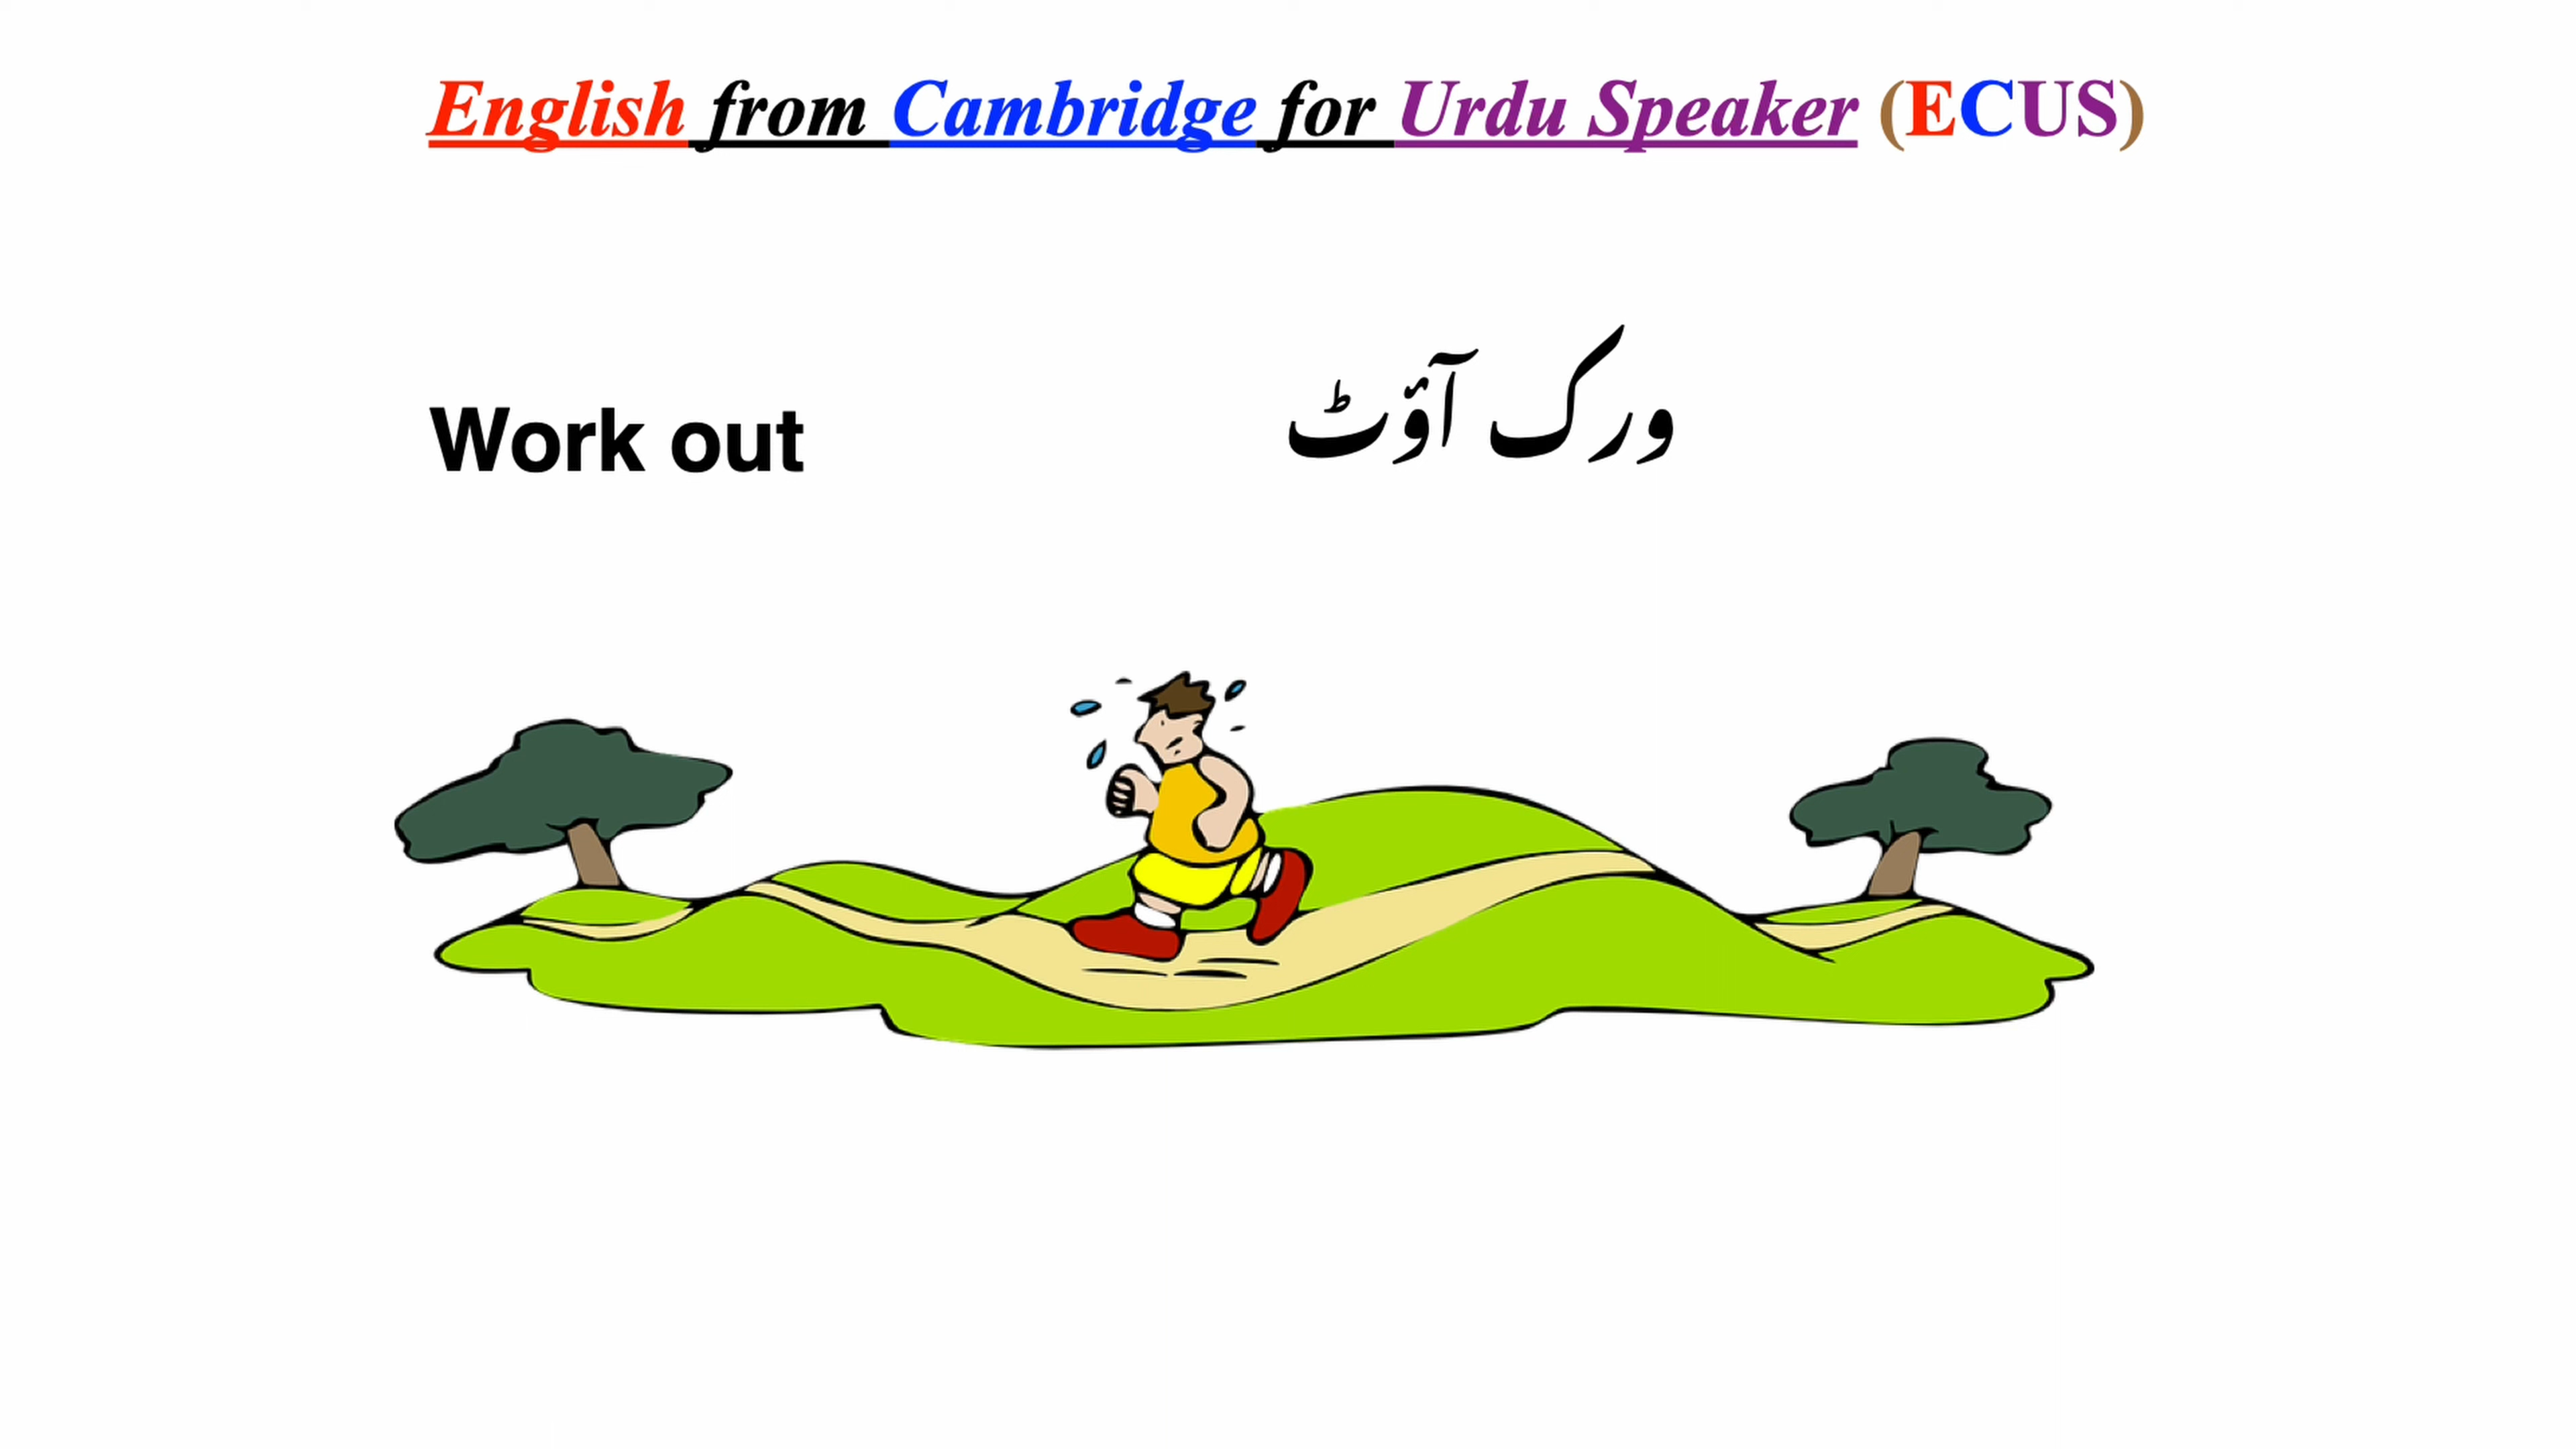 English from Cambridge for Urdu Speaker (ECUS)
Work out
ورک آؤٹ